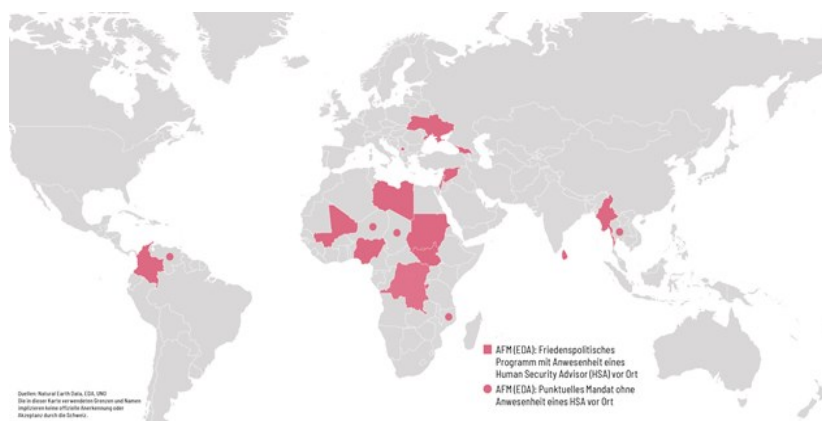 AFM (EDA): Friedenspolitisches
Programm mit Anwesenheit eines
Human Security Advisor (HSA) vor Ort
AFM (EDA): Punktuelles Mandat ohne
Anwesenheit eines HSA vor Ort
Quellen: Natural Earth Data, EDA, UNO
Die in dieser Karte verwendeten Grenzen und Namen
implizieren keine offizielle Anerkennung oder
Akzeptanz durch die Schweiz.